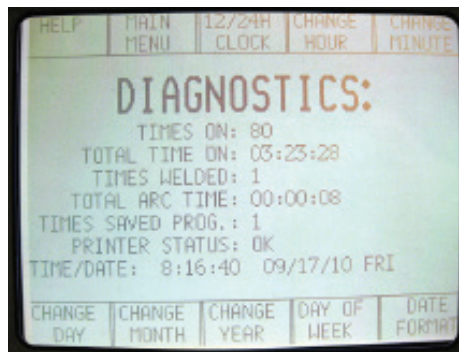 HELP MAIN MENU 12/24H CLOCK CHANGE HOUR CHANGE MINUTE
DIAGNOSTICS:
TIMES ON: 80
TOTAL TIME ON: 03:23:28
TIMES WELDED: 1
TOTAL ARC TIME: 00:00:08
TIMES SAVED PROG.: 1
PRINTER STATUS: OK
TIME/DATE: 8:16:40 09/17/10 FRI
CHANGE DAY CHANGE MONTH CHANGE YEAR DAY OF WEEK DATE FORMAT